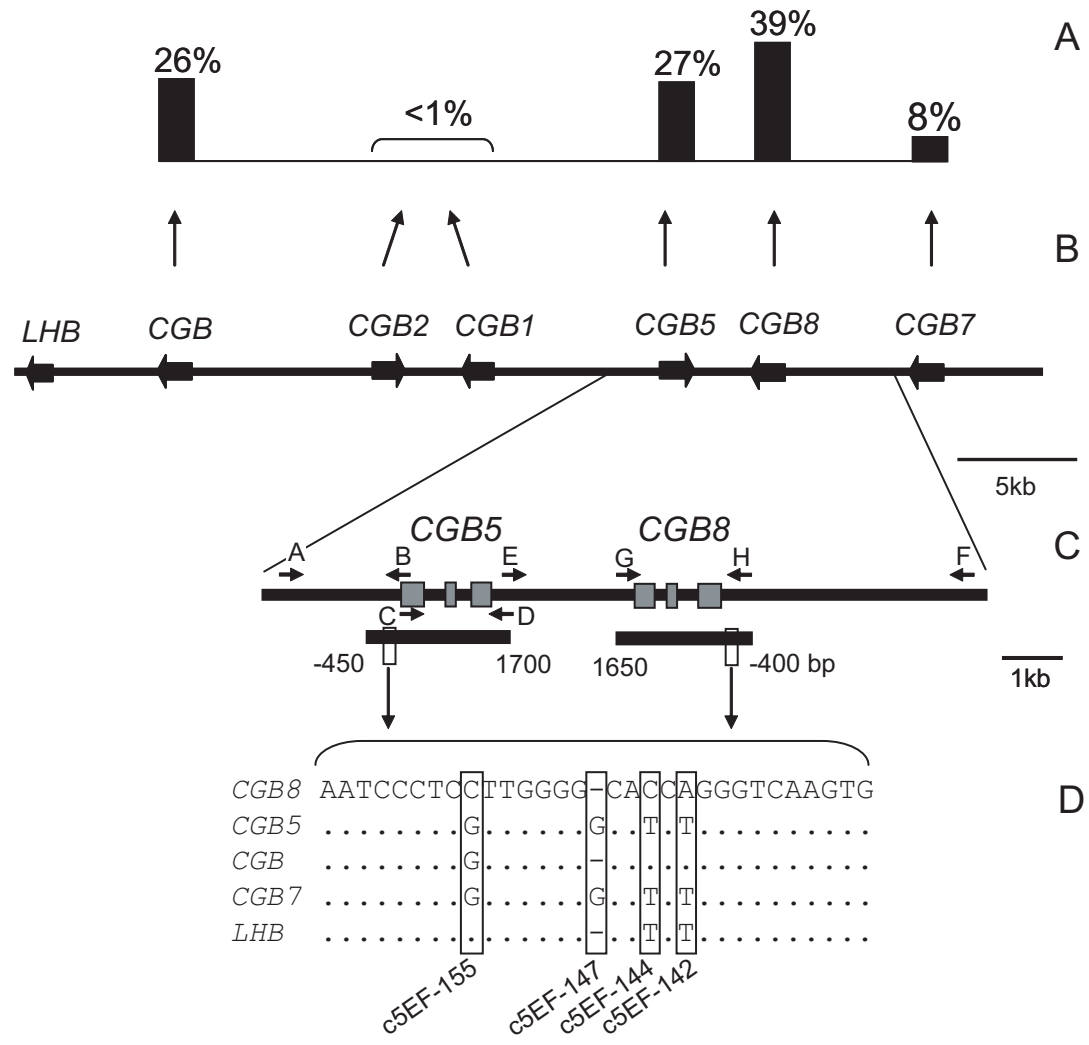 A
26%
<1%
27%
39%
8%
B
LHB
CGB
CGB2
CGB1
CGB5
CGB8
CGB7
5kb
C
CGB5
CGB8
A
B
E
G
H
F
C
D
-450
1700
1650
-400 bp
1kb
D
CGB8 AATCCCTCCTTGGGG-CACCAGGGTCAAGTG
CGB5 ........G......G..T.T..........
CGB ........G......-...............
CGB7 ........G......G..T.T..........
LHB ...............-..T.T..........
c5EF-155
c5EF-147
c5EF-144
c5EF-142